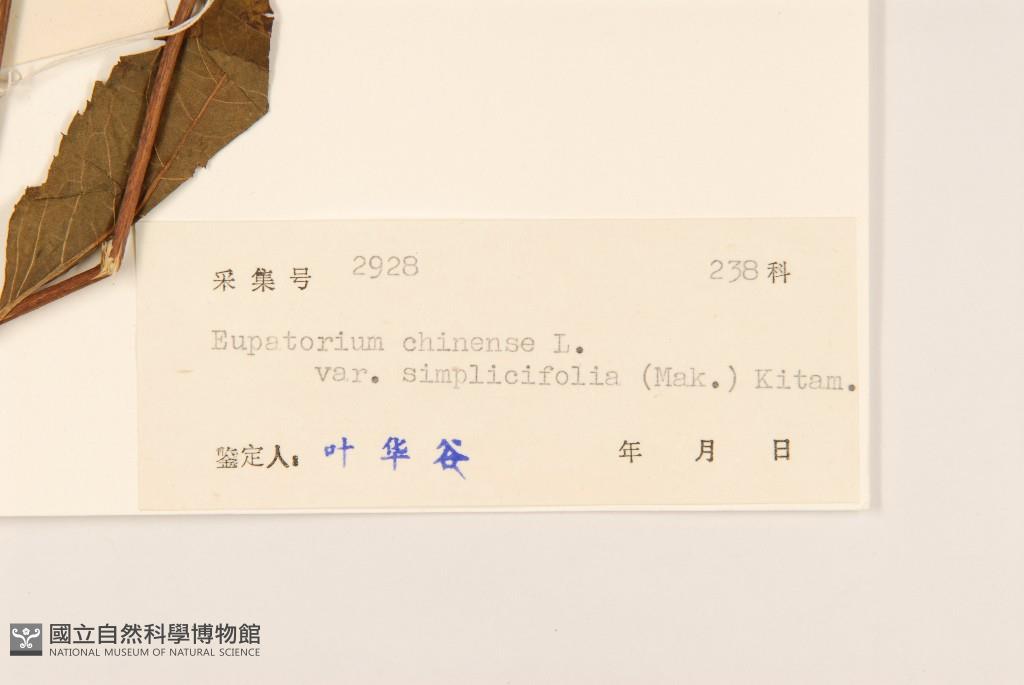 采集号 2928 238科
Eupatorium chinense L.
var. simplicifolia (Mak.) Kitam.
鉴定人: 叶华谷 年 月 日
國立自然科學博物館
NATIONAL MUSEUM OF NATURAL SCIENCE